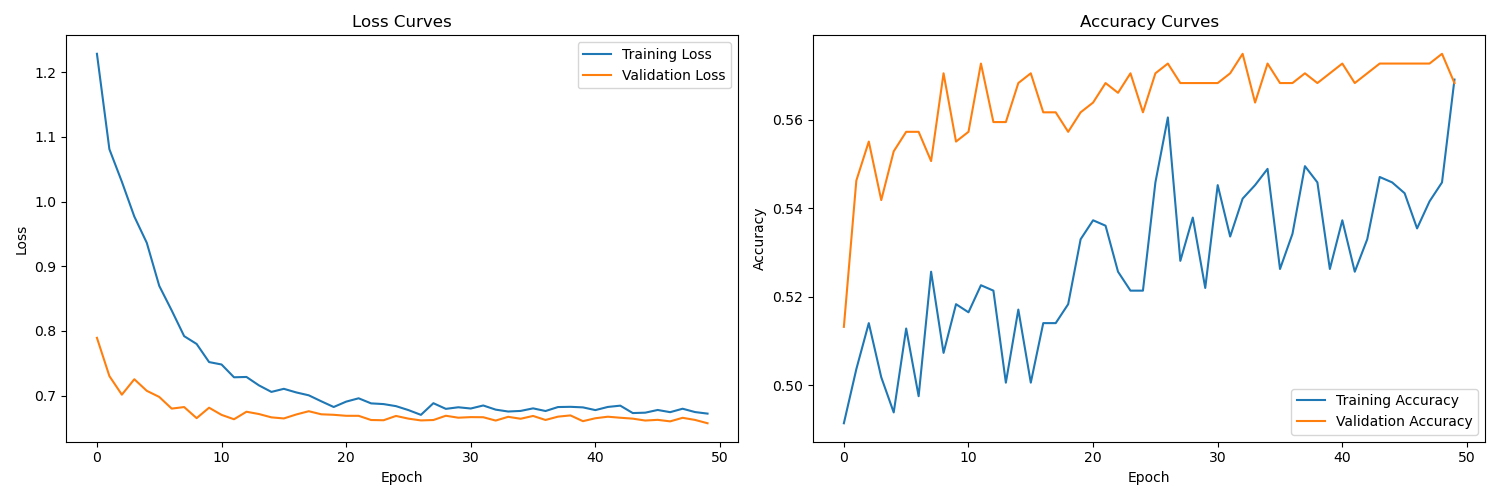 Loss Curves
Training Loss
Validation Loss
1.2
1.1
1.0
0.9
0.8
0.7
Loss
0
10
20
30
40
50
Epoch
Accuracy Curves
0.56
0.54
0.52
0.50
Accuracy
Training Accuracy
Validation Accuracy
0
10
20
30
40
50
Epoch